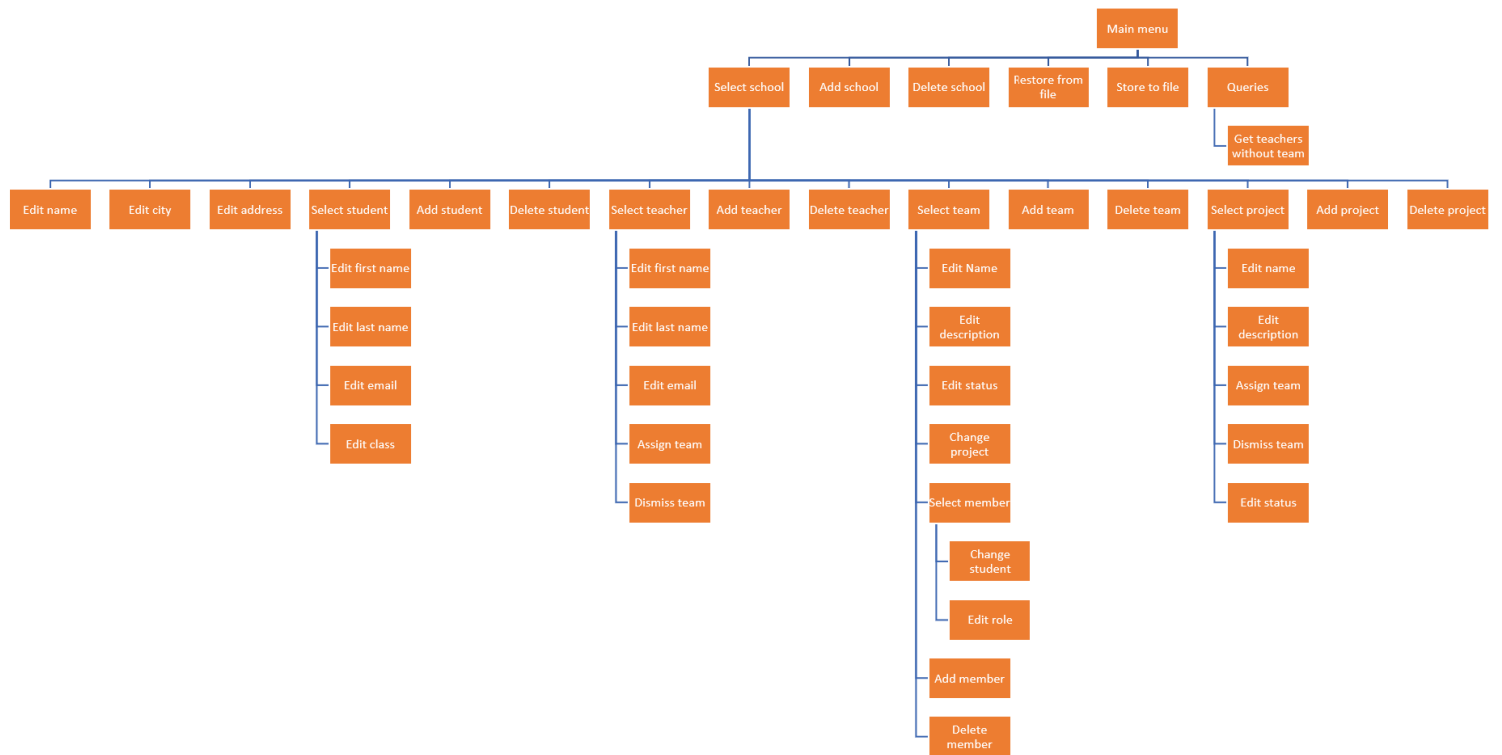 Main menu
Select school
Add school
Delete school
Restore from
file
Store to file
Queries
Get teachers
without team
Edit name
Edit city
Edit address
Select student
Add student
Delete student
Select teacher
Add teacher
Delete teacher
Select team
Add team
Delete team
Select project
Add project
Delete project
Edit first name
Edit last name
Edit email
Edit class
Edit first name
Edit last name
Edit email
Assign team
Dismiss team
Edit Name
Edit
description
Edit status
Change
project
Select member
Change
student
Edit role
Add member
Delete
member
Edit name
Edit
description
Assign team
Dismiss team
Edit status